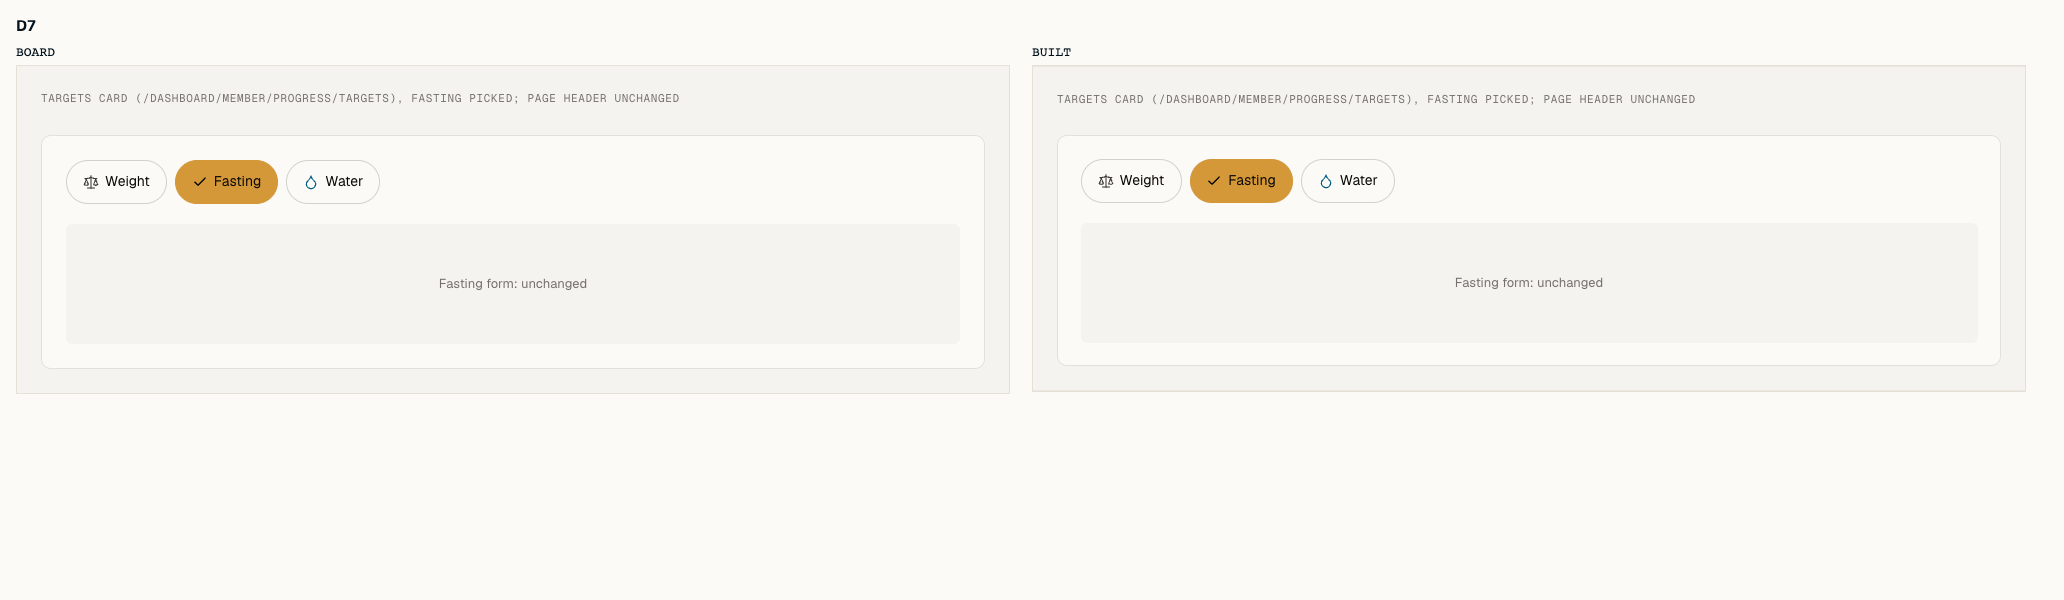 D7
BOARD
TARGETS CARD (/DASHBOARD/MEMBER/PROGRESS/TARGETS), FASTING PICKED; PAGE HEADER UNCHANGED
Weight
Fasting
Water
Fasting form: unchanged
BUILT
TARGETS CARD (/DASHBOARD/MEMBER/PROGRESS/TARGETS), FASTING PICKED; PAGE HEADER UNCHANGED
Weight
Fasting
Water
Fasting form: unchanged